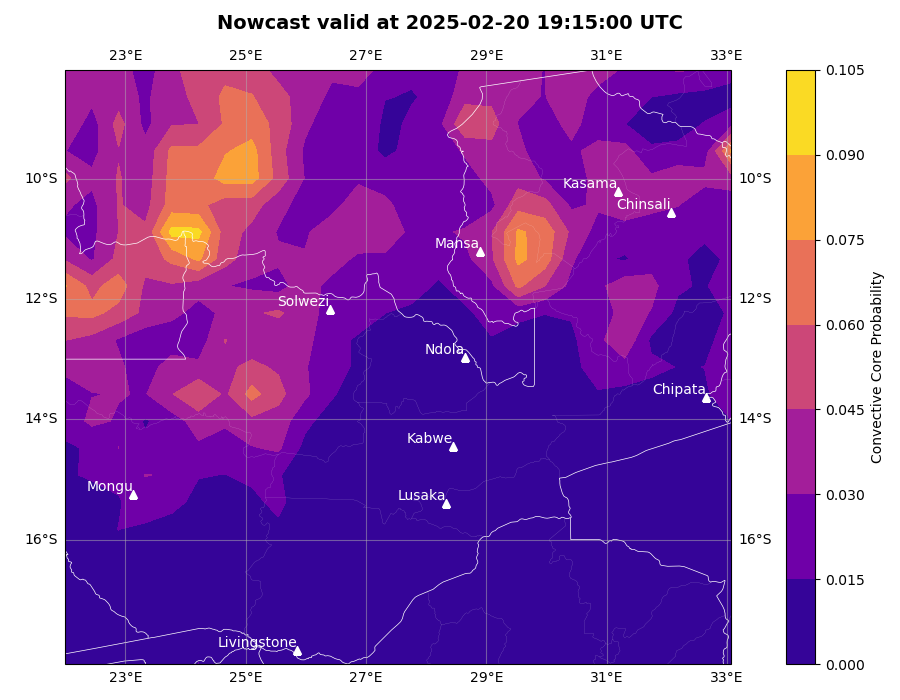 Nowcast valid at 2025-02-20 19:15:00 UTC
23°E 25°E 27°E 29°E 31°E 33°E
0.105
0.090
10°S Kasama 10°S
Chinsali
Mansa
0.075
12°S Solwezi 12°S
0.060
Ndola
Chipata
14°S 14°S
0.045
Kabwe
Mongu
Lusaka
0.030
16°S 16°S
0.015
Livingstone
0.000
23°E 25°E 27°E 29°E 31°E 33°E
Convective Core Probability